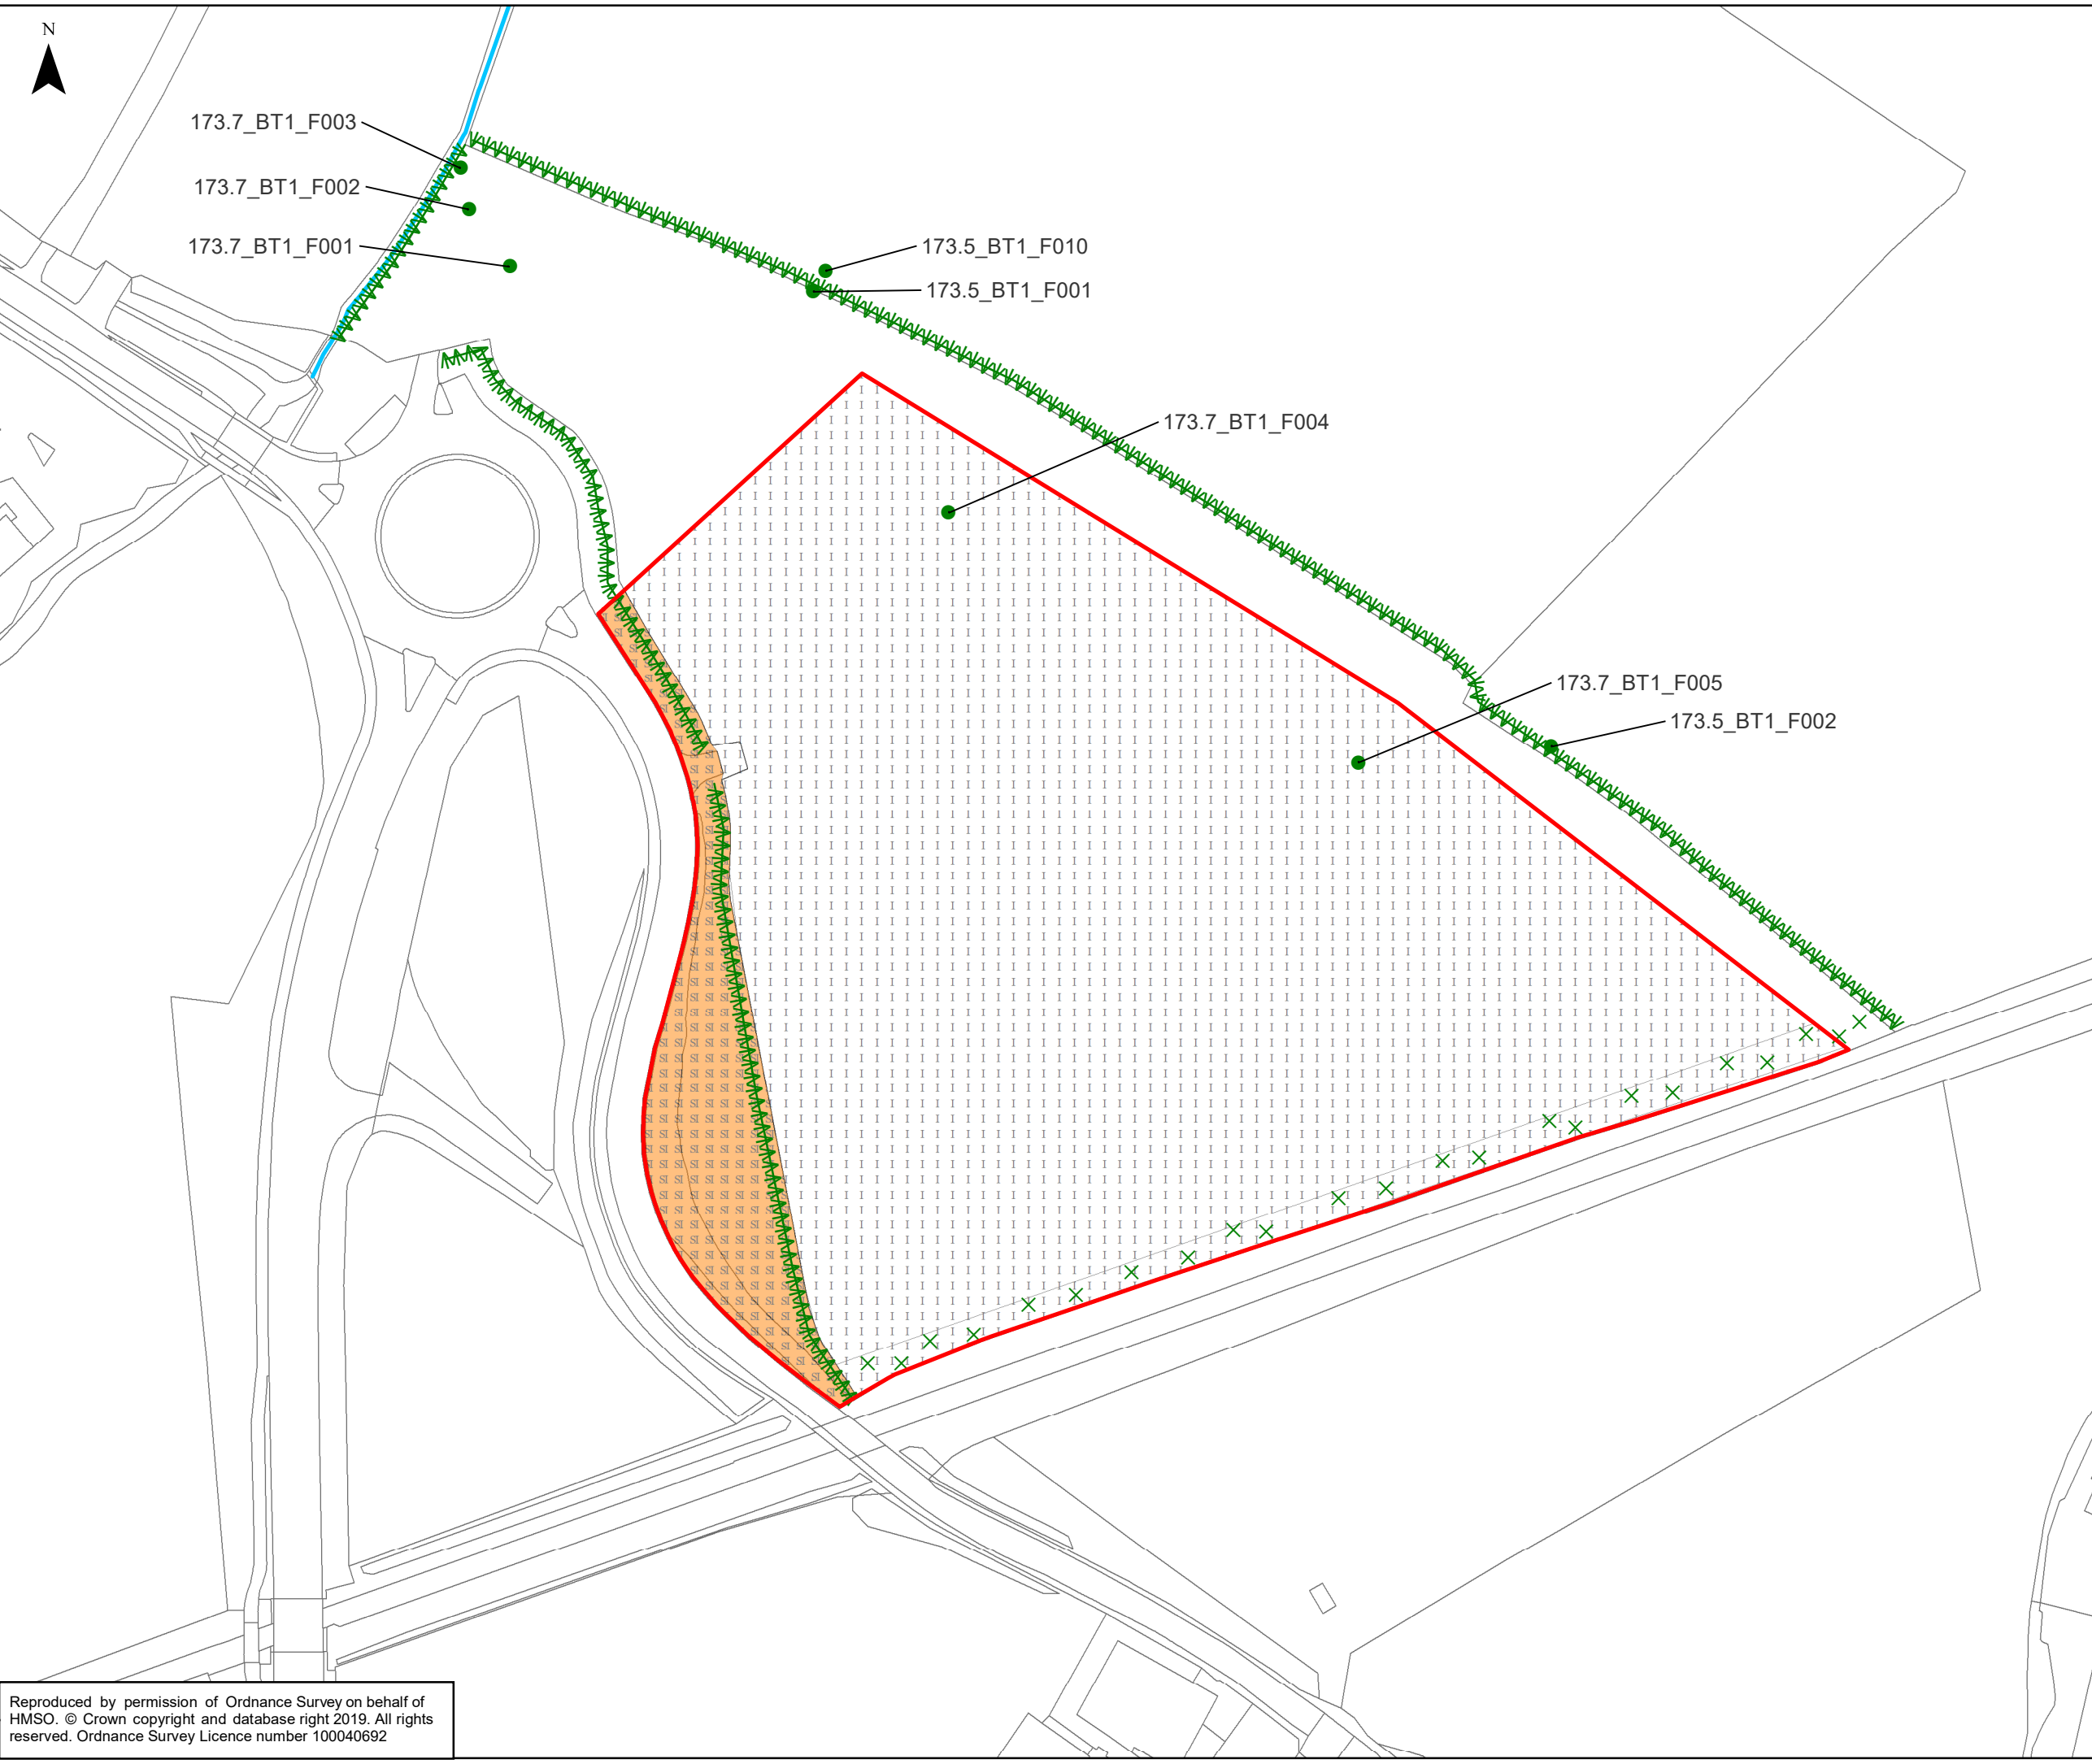 N
173.7_BT1_F003
173.7_BT1_F002
173.7_BT1_F001
173.5_BT1_F010
173.5_BT1_F001
173.7_BT1_F004
173.7_BT1_F005
173.5_BT1_F002
Reproduced by permission of Ordnance Survey on behalf of
HMSO. © Crown copyright and database right 2019. All rights
reserved. Ordnance Survey Licence number 100040692